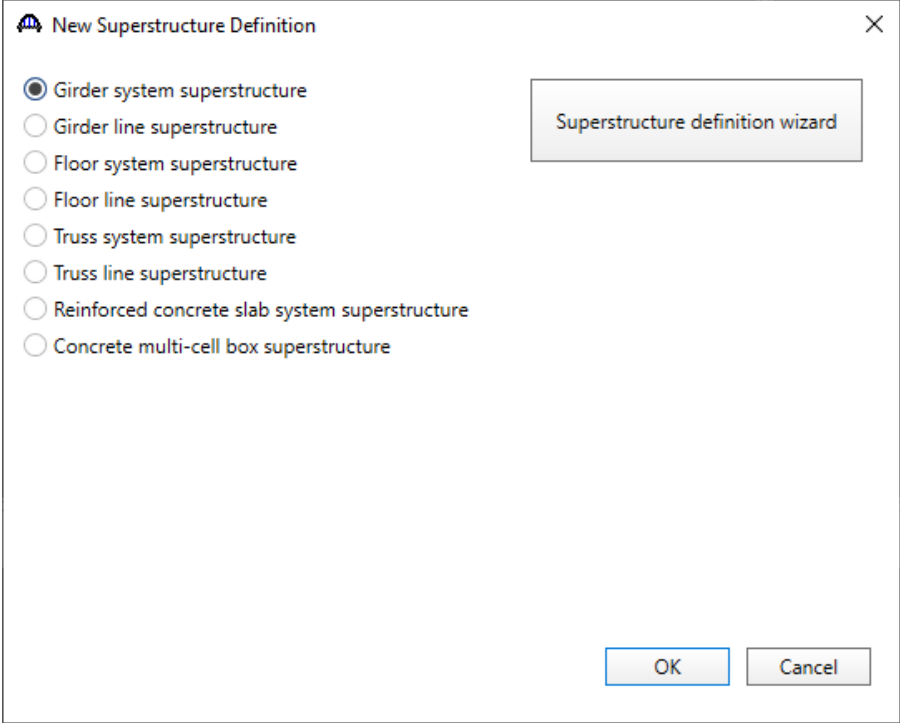 New Superstructure Definition
Girder system superstructure
Superstructure definition wizard
Girder line superstructure
Floor system superstructure
Floor line superstructure
Truss system superstructure
Truss line superstructure
Reinforced concrete slab system superstructure
Concrete multi-cell box superstructure
OK
Cancel